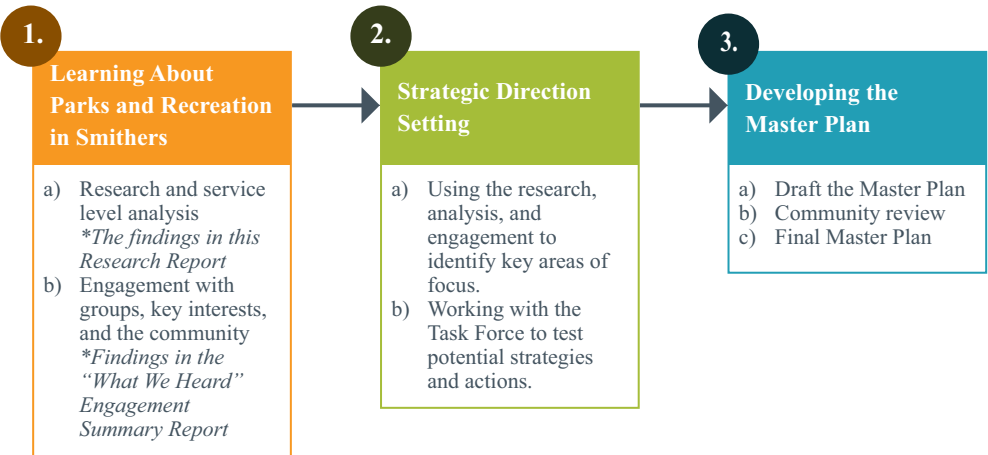 1.
Learning About
Parks and Recreation
in Smithers
a) Research and service
level analysis
*The findings in this
Research Report
b) Engagement with
groups, key interests,
and the community
*Findings in the
“What We Heard”
Engagement
Summary Report
2.
Strategic Direction
Setting
a) Using the research,
analysis, and
engagement to
identify key areas of
focus.
b) Working with the
Task Force to test
potential strategies
and actions.
3.
Developing the
Master Plan
a) Draft the Master Plan
b) Community review
c) Final Master Plan